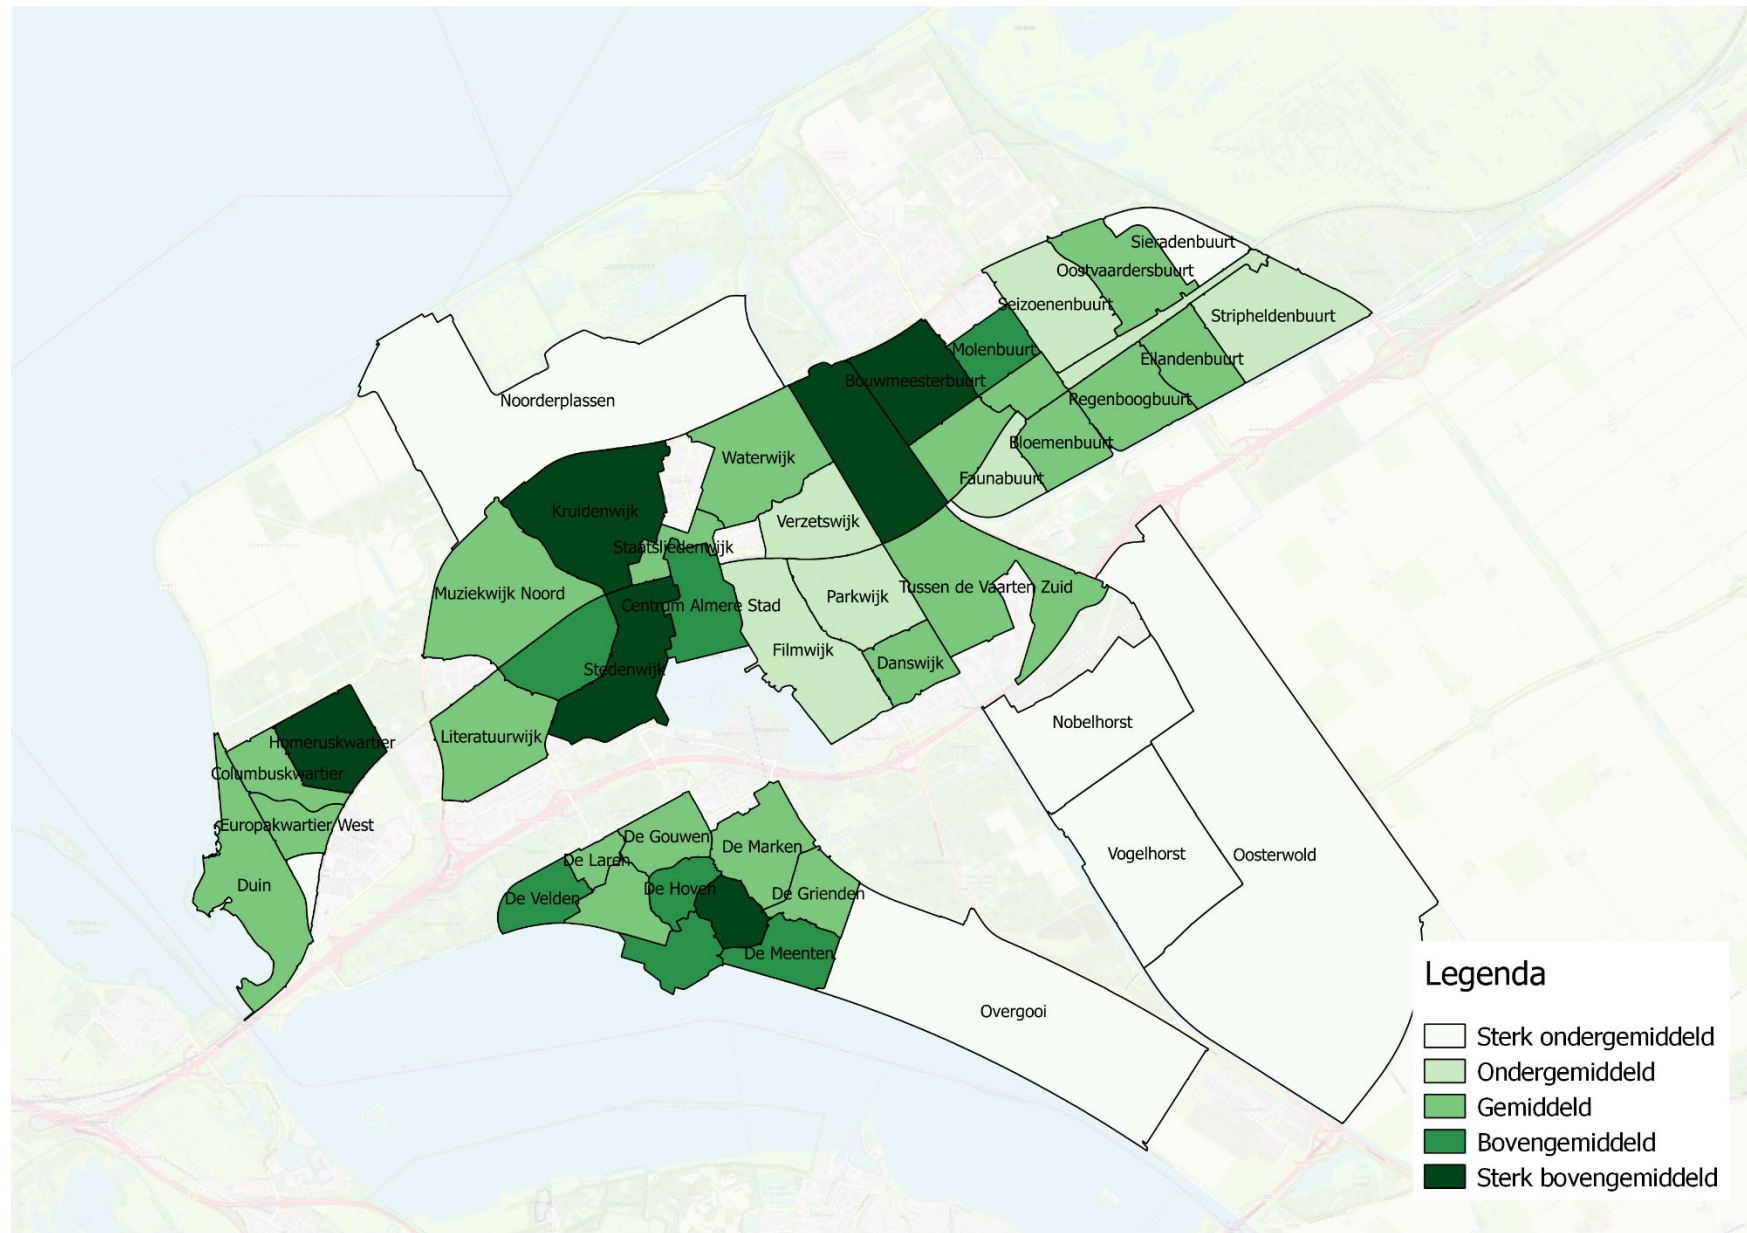 Sieradenbuurt
Oostvaardersbuurt
Seizoenenbuurt
Stripheldenbuurt
Molenbuurt
Eilandenbuurt
Bouwmeesterbuurt
Noorderplassen
Regenboogbuurt
Bloemenbuurt
Waterwijk
Faunabuurt
Kruidenwijk
Verzetswijk
Staatsliedenwijk
Tussen de Vaarten Zuid
Muziekwijk Noord
Parkwijk
Centrum Almere Stad
Filmwijk
Danswijk
Stedenwijk
Nobelhorst
Literatuurwijk
Homeruskwartier
Columbuskwartier
Europakwartier West
De Gouwen
De Marken
Vogelhorst
Oosterwold
De Laren
Duin
De Hoven
De Grienden
De Velden
De Meenten
Overgooi
Legenda
Sterk ondergemiddeld
Ondergemiddeld
Gemiddeld
Bovengemiddeld
Sterk bovengemiddeld